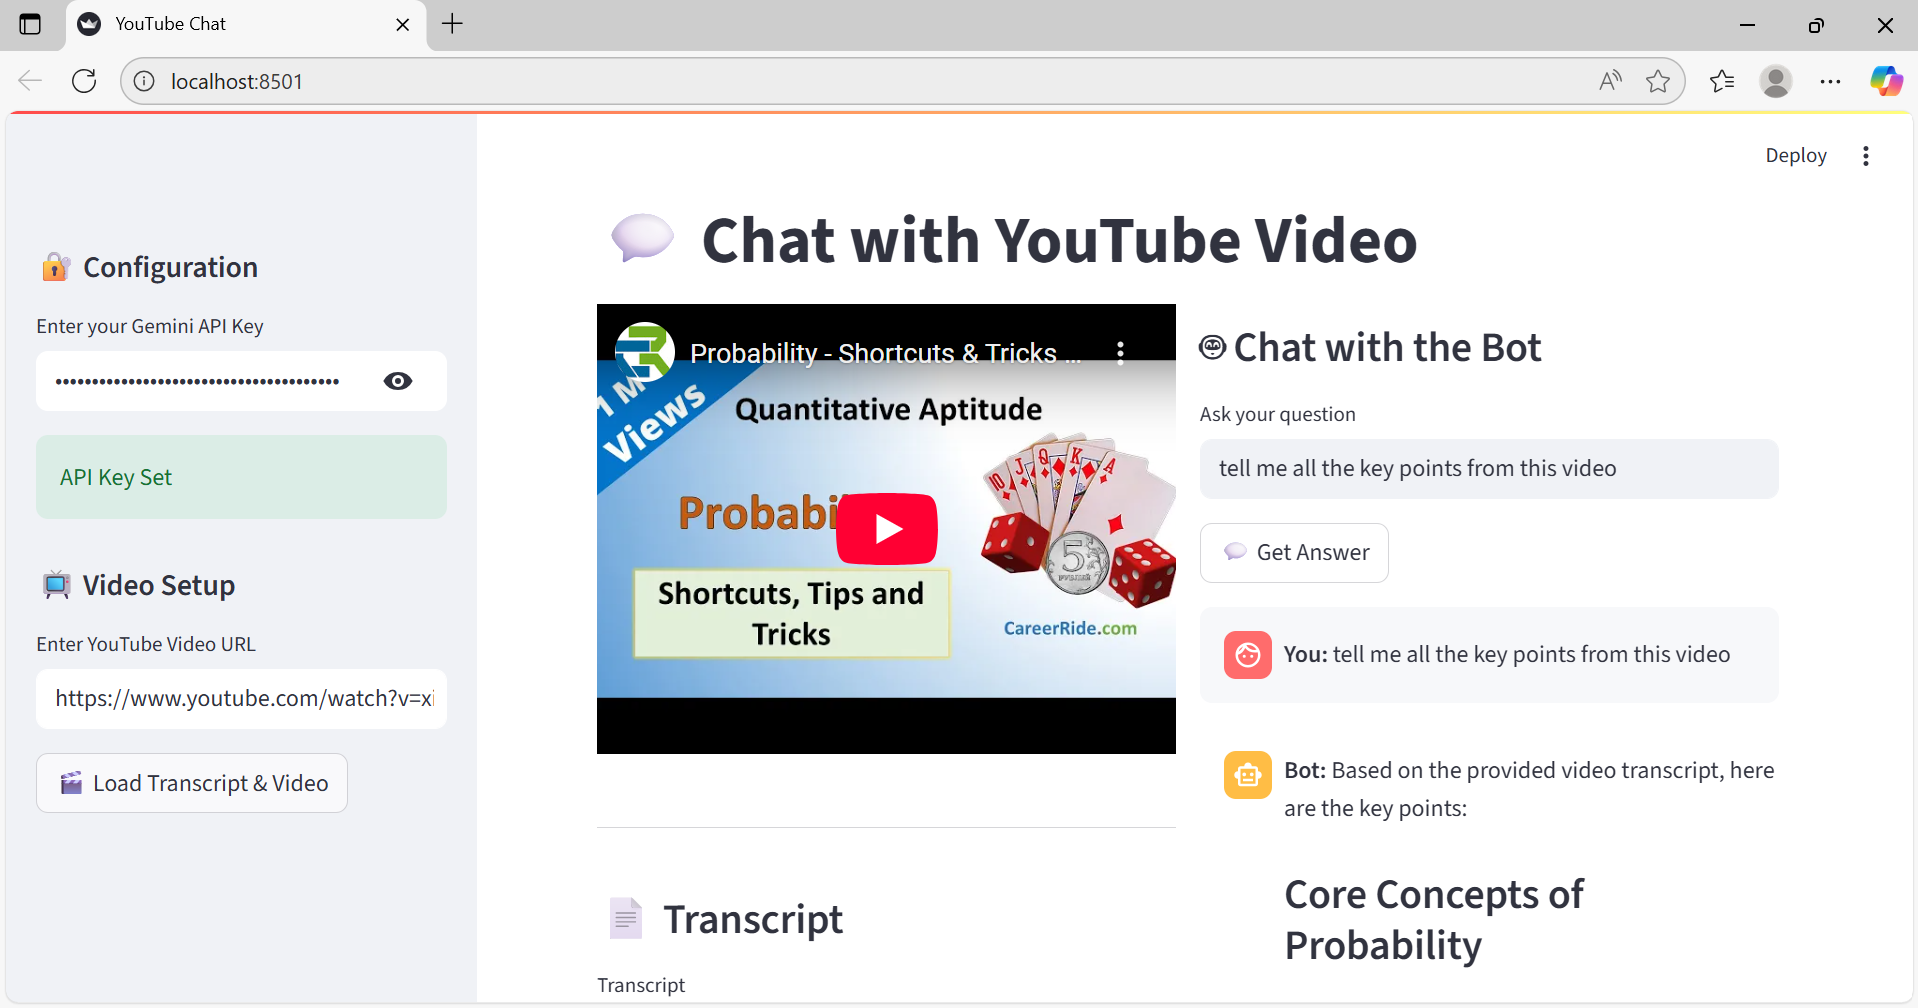 YouTube Chat
localhost:8501
Deploy
Configuration
Enter your Gemini API Key
API Key Set
Video Setup
Enter YouTube Video URL
https://www.youtube.com/watch?v=xi
Load Transcript & Video
Chat with YouTube Video
Probability - Shortcuts & Tricks ...
1 M
Views
Quantitative Aptitude
Probabi
Shortcuts, Tips and
Tricks
10 J Q K A
5
CareerRide.com
Transcript
Transcript
Chat with the Bot
Ask your question
tell me all the key points from this video
Get Answer
You: tell me all the key points from this video
Bot: Based on the provided video transcript, here
are the key points:
Core Concepts of
Probability